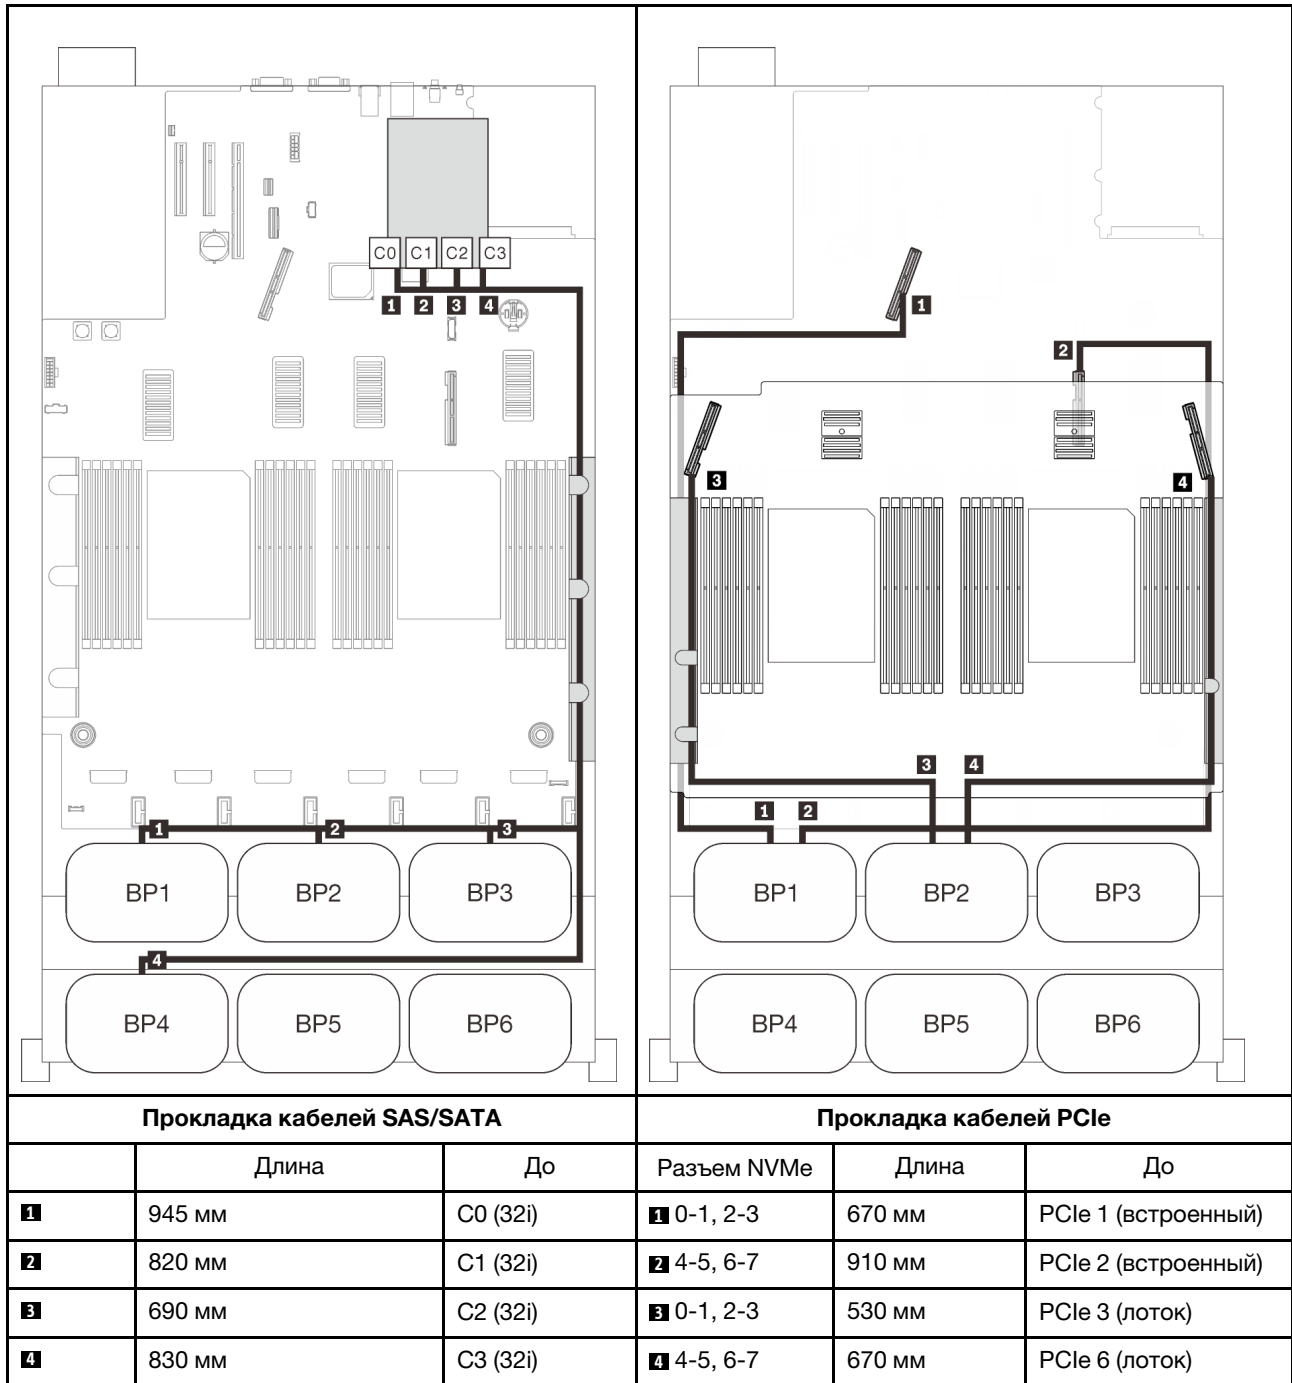 C0 C1 C2 C3
1 2 3 4
1 2 3
BP1 BP2 BP3
4
BP4 BP5 BP6
1
2
3 4
3 4
1 2
BP1 BP2 BP3
BP4 BP5 BP6
Прокладка кабелей SAS/SATA Прокладка кабелей PCIe
Длина До Разъем NVMe Длина До
1 945 мм C0 (32i) 1 0-1, 2-3 670 мм PCIe 1 (встроенный)
2 820 мм C1 (32i) 2 4-5, 6-7 910 мм PCIe 2 (встроенный)
3 690 мм C2 (32i) 3 0-1, 2-3 530 мм PCIe 3 (лоток)
4 830 мм C3 (32i) 4 4-5, 6-7 670 мм PCIe 6 (лоток)